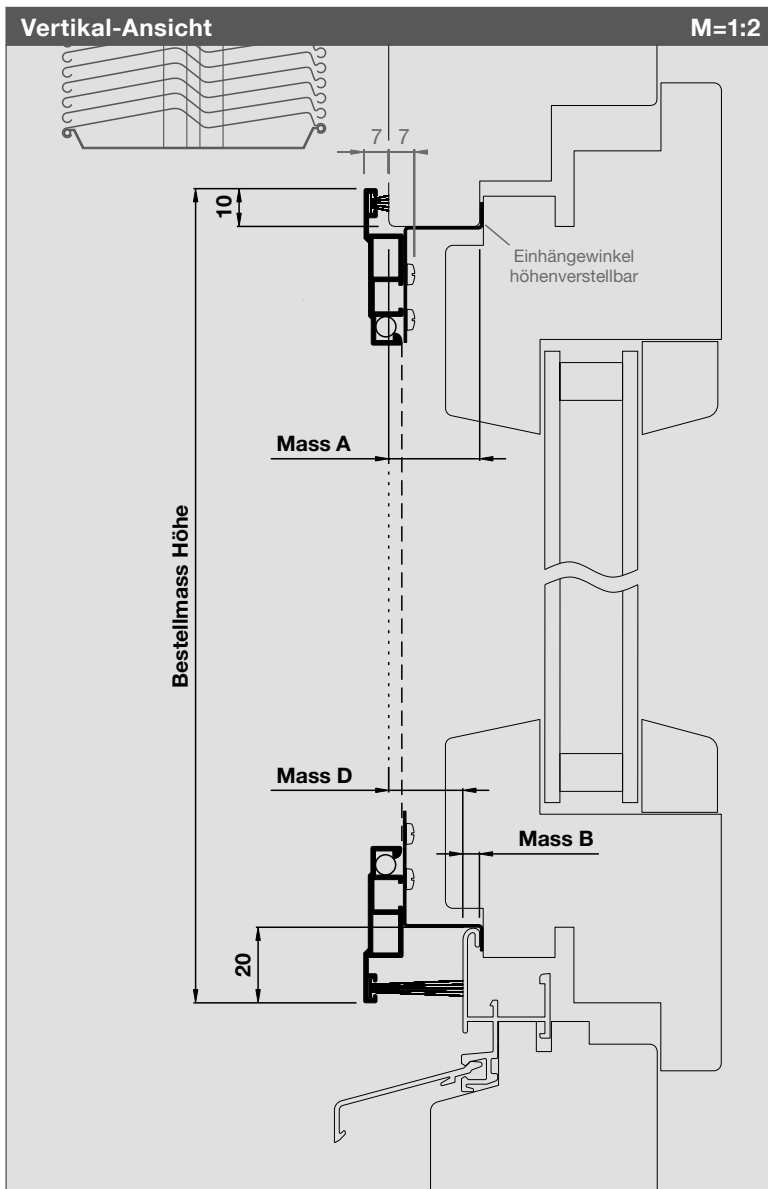 Vertikal-Ansicht M=1:2
7 7
10
Einhängewinkel
höhenverstellbar
Mass A
Bestellmass Höhe
Mass D
Mass B
20